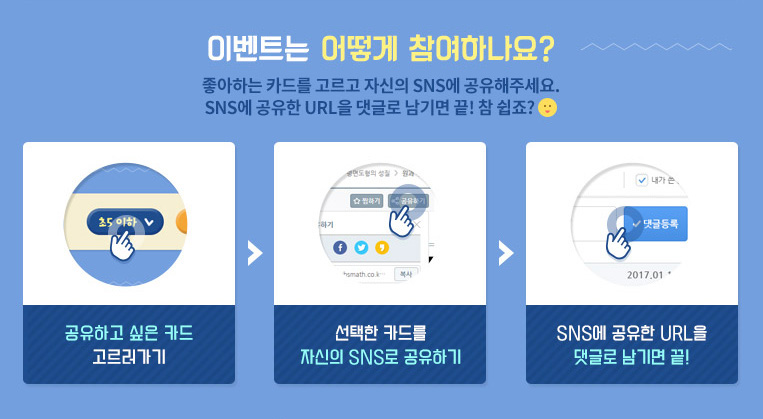 이벤트는 어떻게 참여하나요?
좋아하는 카드를 고르고 자신의 SNS에 공유해주세요.
SNS에 공유한 URL을 댓글로 남기면 끝! 참 쉽죠?
초5 이하
평면도형의 성질 > 원과
찜하기
공유하기
하기
bsmath.co.k…
복사
내가 쓴
댓글등록
2017.01
공유하고 싶은 카드
고르러가기
선택한 카드를
자신의 SNS로 공유하기
SNS에 공유한 URL을
댓글로 남기면 끝!